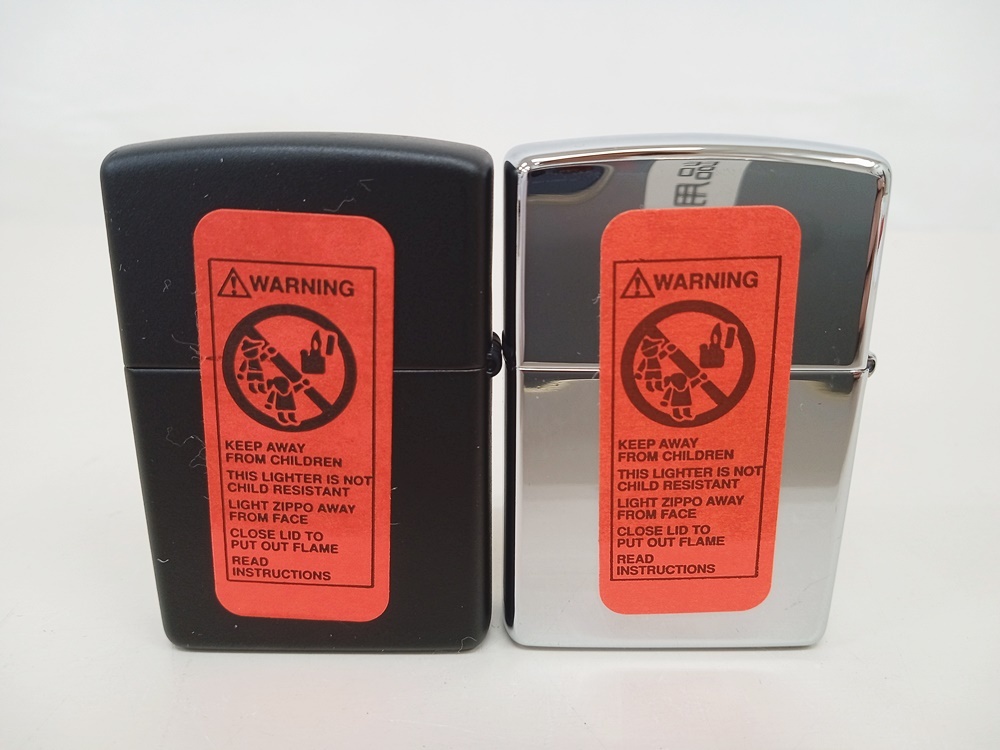 WARNING
KEEP AWAY
FROM CHILDREN
THIS LIGHTER IS NOT
CHILD RESISTANT
LIGHT ZIPPO AWAY
FROM FACE
CLOSE LID TO
PUT OUT FLAME
READ
INSTRUCTIONS
WARNING
KEEP AWAY
FROM CHILDREN
THIS LIGHTER IS NOT
CHILD RESISTANT
LIGHT ZIPPO AWAY
FROM FACE
CLOSE LID TO
PUT OUT FLAME
READ
INSTRUCTIONS